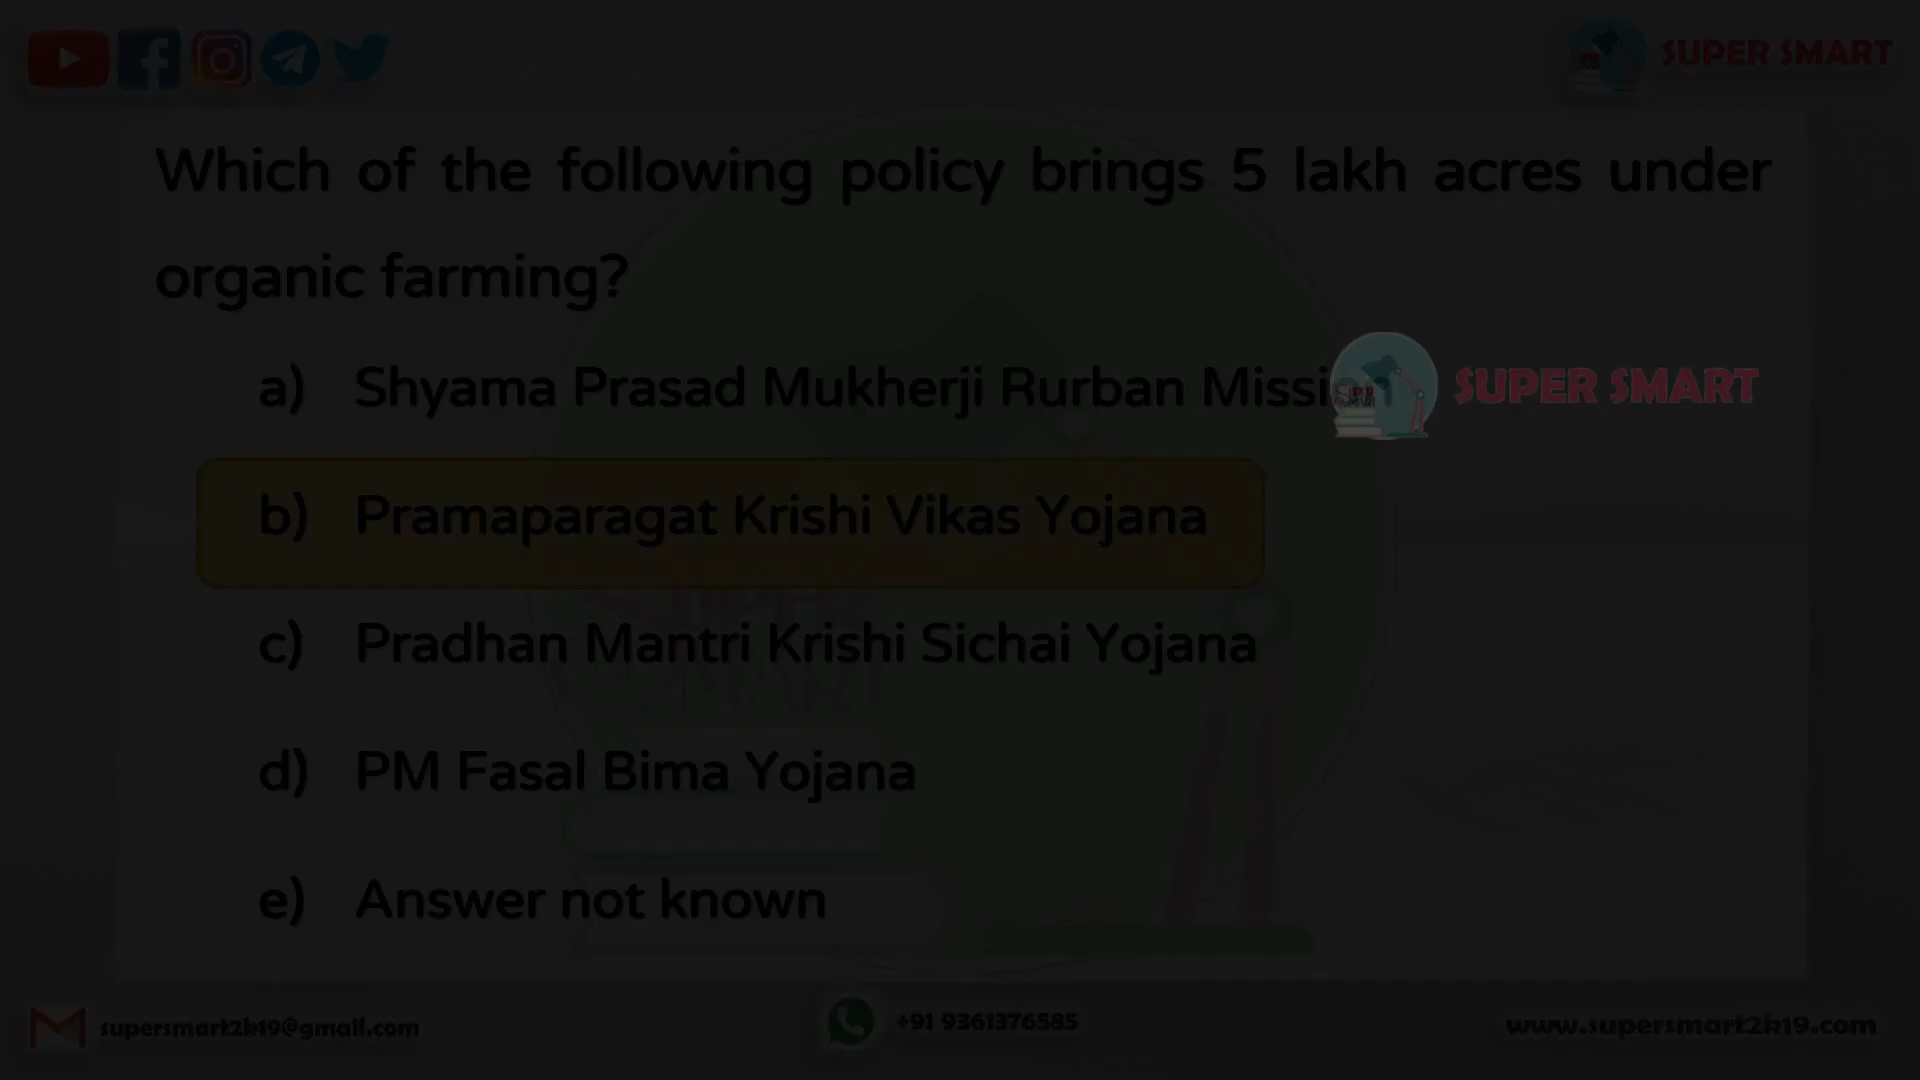 SUPER SMART
Which of the following policy brings 5 lakh acres under
organic farming?
a) Shyama Prasad Mukherji Rurban Missi
SUPER SMART
b) Pramaparagat Krishi Vikas Yojana
c) Pradhan Mantri Krishi Sichai Yojana
d) PM Fasal Bima Yojana
e) Answer not known
supersmart2k19@gmail.com
+91 9361376585
www.supersmart2k19.com